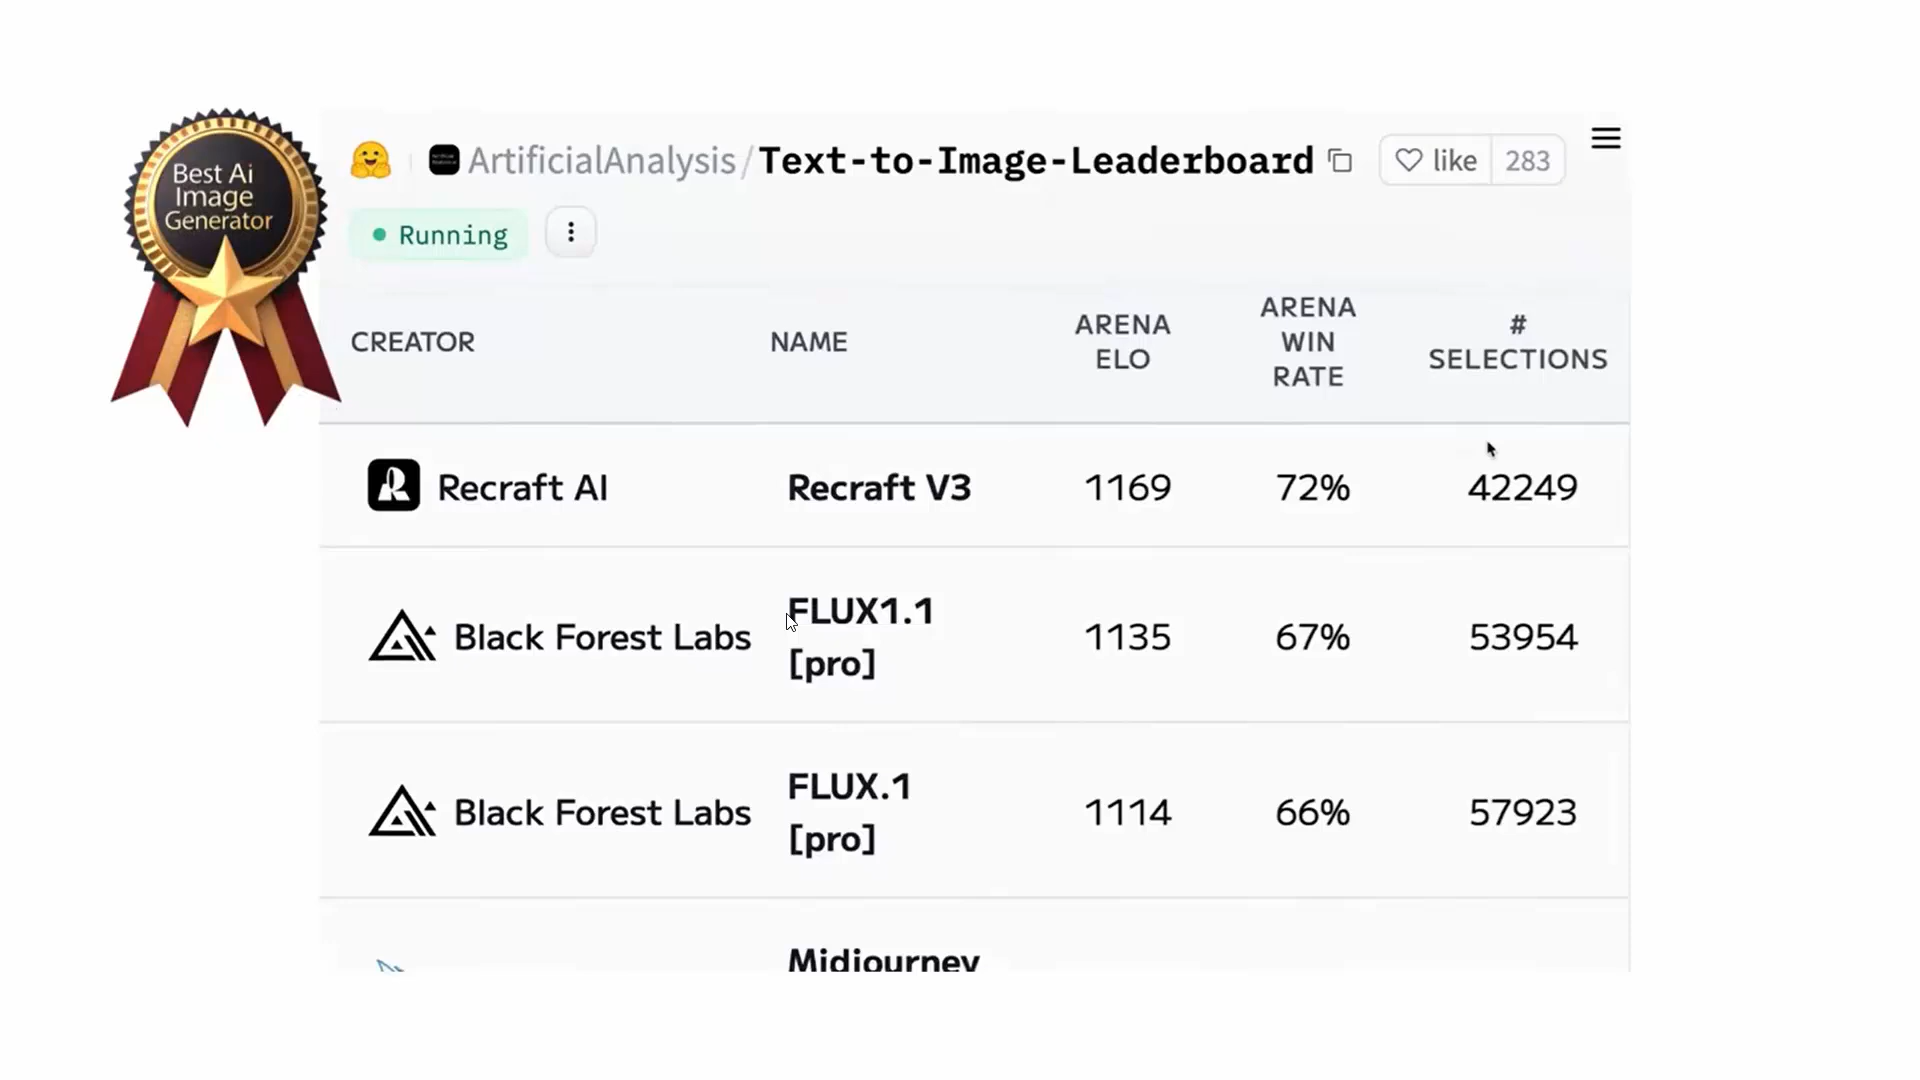 Best Ai
Image
Generator
ArtificialAnalysis/Text-to-Image-Leaderboard
like 283
Running
CREATOR NAME ARENA ELO ARENA WIN RATE # SELECTIONS
Recraft AI Recraft V3 1169 72% 42249
Black Forest Labs FLUX1.1 [pro] 1135 67% 53954
Black Forest Labs FLUX.1 [pro] 1114 66% 57923
Midjourney